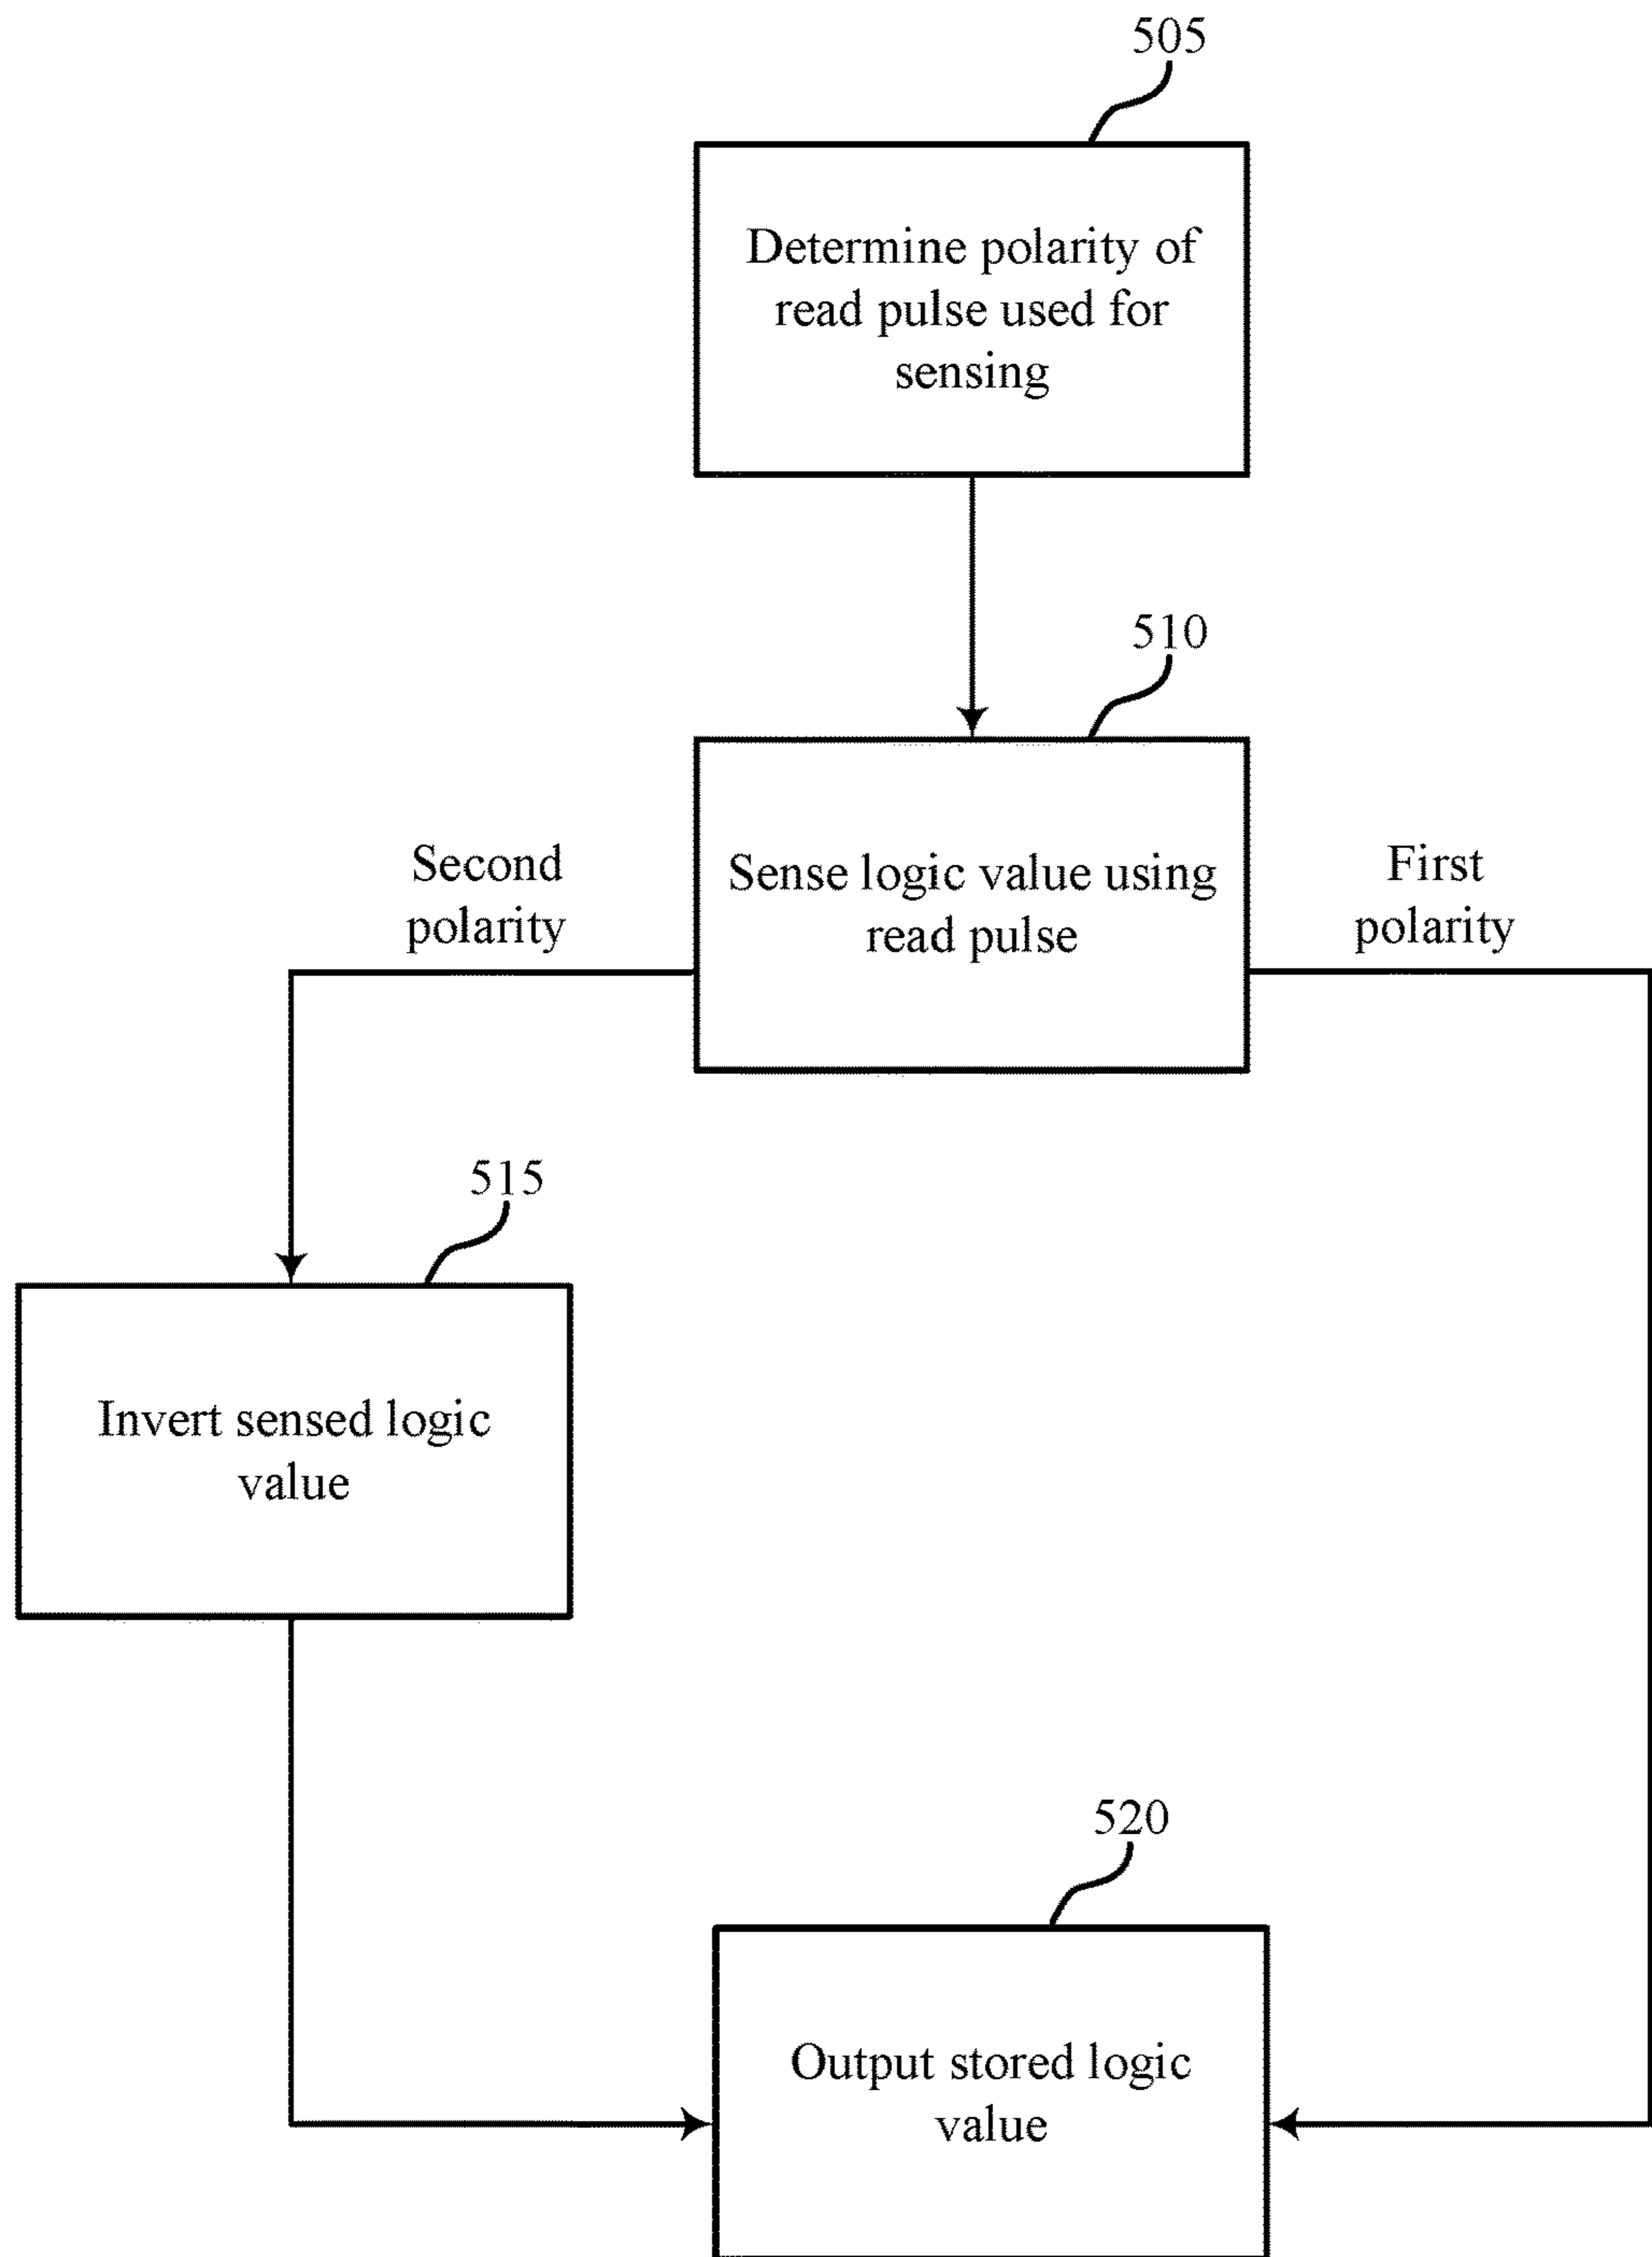 505
Determine polarity of
read pulse used for
sensing
510
Second
polarity
Sense logic value using
read pulse
First
polarity
515
Invert sensed logic
value
520
Output stored logic
value